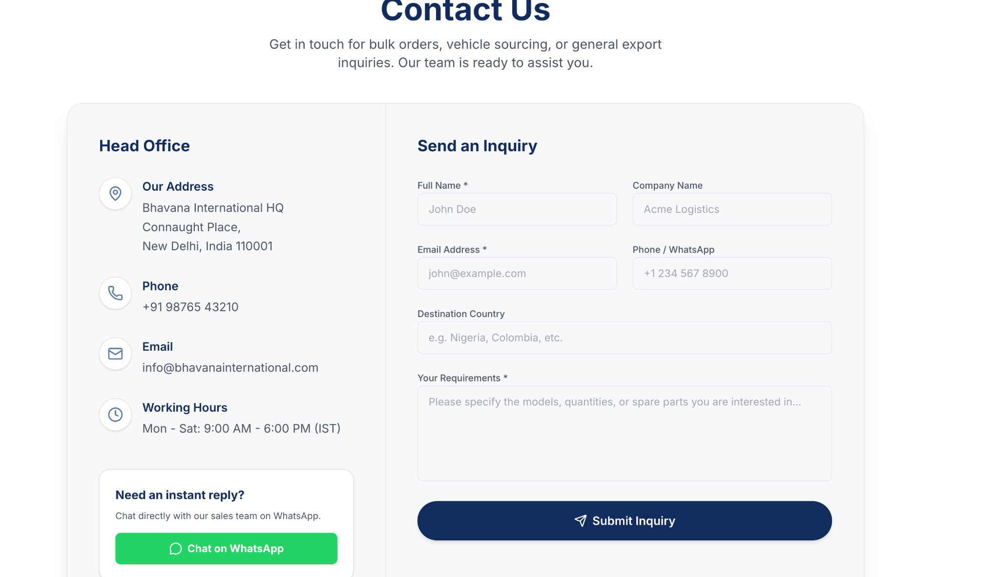 Contact Us
Get in touch for bulk orders, vehicle sourcing, or general export
inquiries. Our team is ready to assist you.
Head Office
Our Address
Bhavana International HQ
Connaught Place,
New Delhi, India 110001
Phone
+91 98765 43210
Email
info@bhavanainternational.com
Working Hours
Mon - Sat: 9:00 AM - 6:00 PM (IST)
Need an instant reply?
Chat directly with our sales team on WhatsApp.
Chat on WhatsApp
Send an Inquiry
Full Name *
John Doe
Company Name
Acme Logistics
Email Address *
john@example.com
Phone / WhatsApp
+1 234 567 8900
Destination Country
e.g. Nigeria, Colombia, etc.
Your Requirements *
Please specify the models, quantities, or spare parts you are interested in...
Submit Inquiry